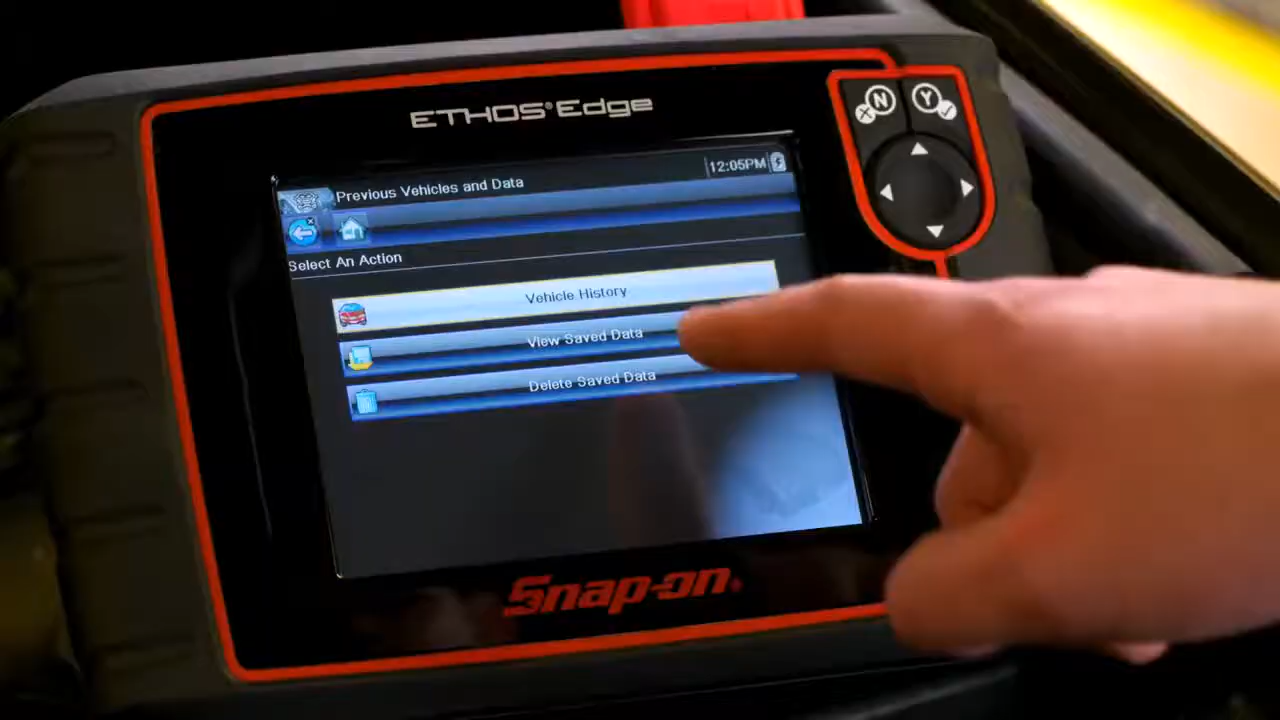 ETHOS® Edge
N
Y
12:05PM
Previous Vehicles and Data
Select An Action
Vehicle History
View Saved Data
Delete Saved Data
Snap-on®